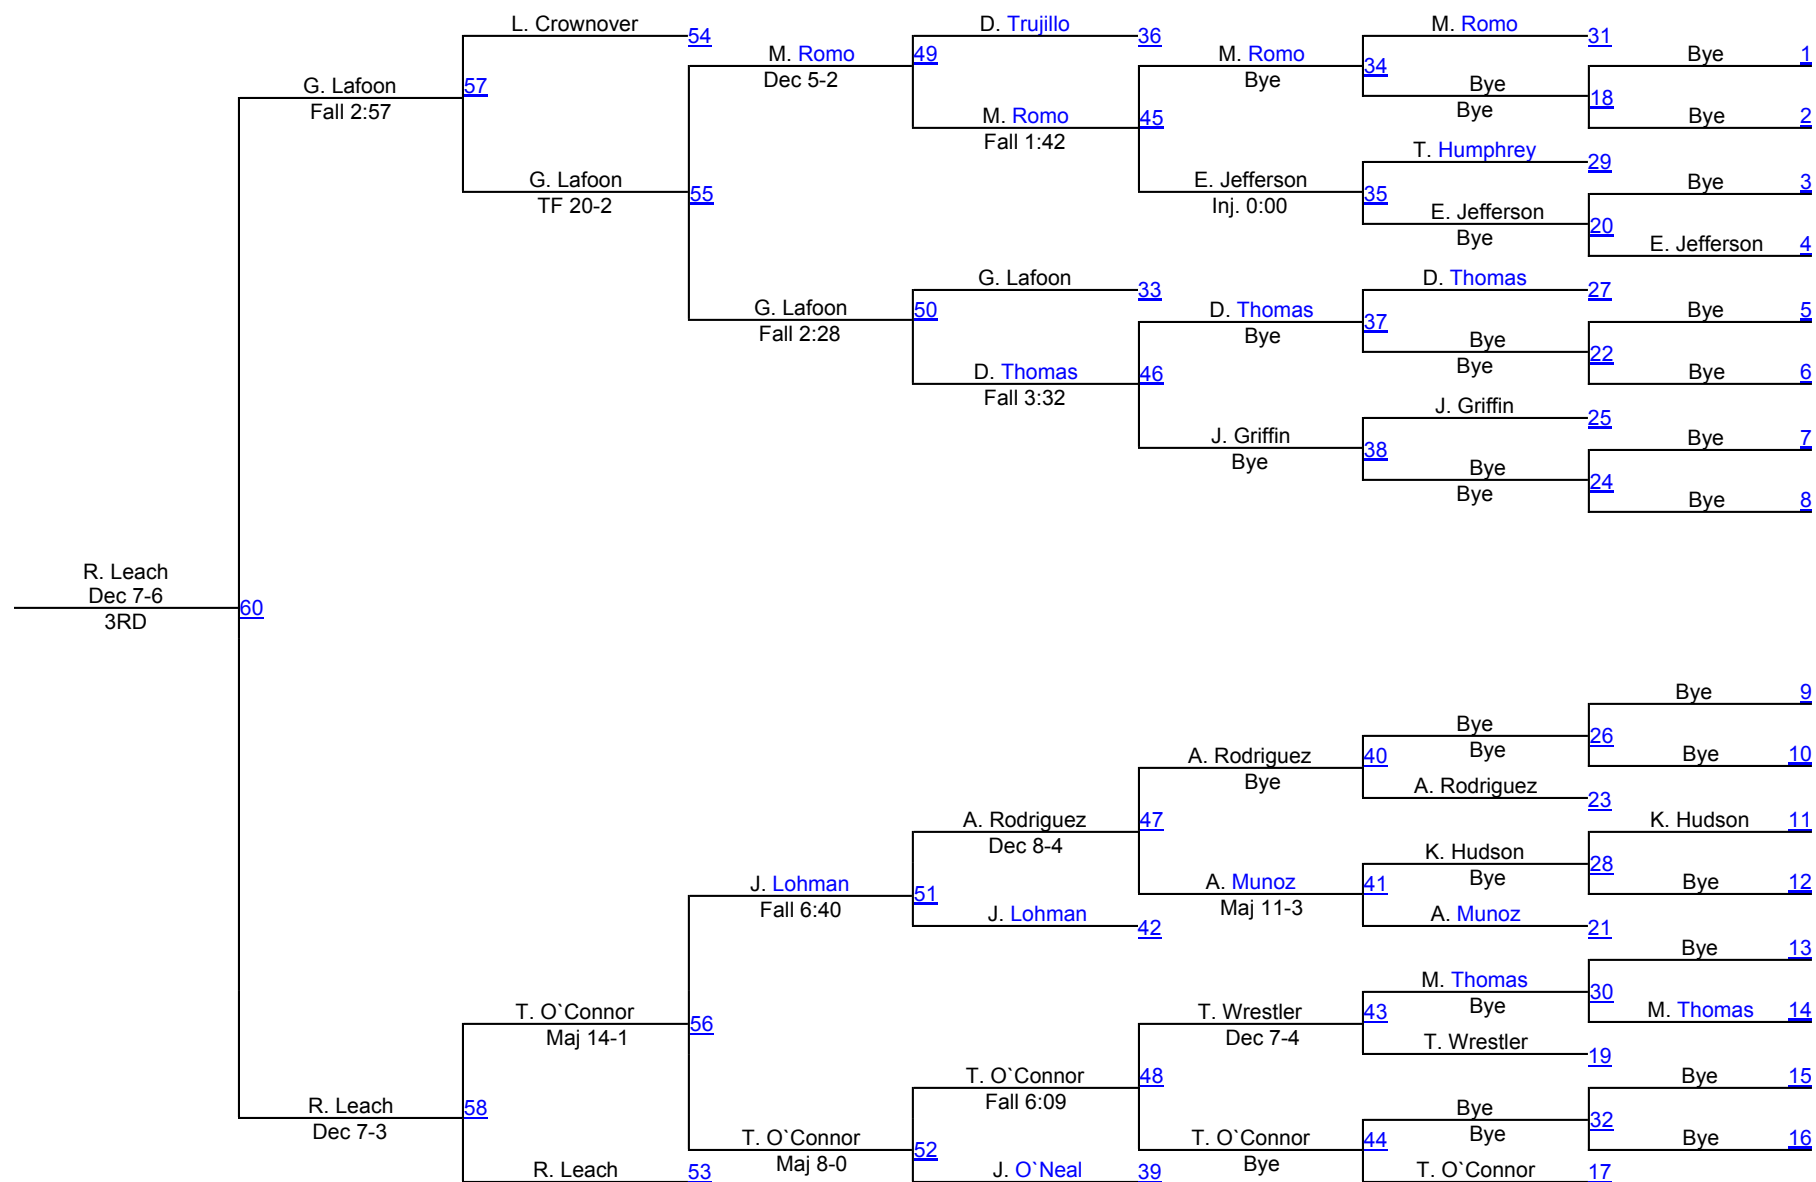 L. Crownover
54
G. Lafoon
Fall 2:57
57
G. Lafoon
TF 20-2
M. Romo
Dec 5-2
49
55
G. Lafoon
Fall 2:28
50
D. Trujillo
36
M. Romo
Fall 1:42
45
G. Lafoon
33
D. Thomas
Fall 3:32
46
M. Romo
Bye
34
E. Jefferson
Inj. 0:00
35
D. Thomas
Bye
37
J. Griffin
Bye
38
M. Romo
31
Bye
Bye
18
T. Humphrey
29
E. Jefferson
Bye
20
D. Thomas
27
Bye
Bye
22
J. Griffin
25
Bye
Bye
24
Bye
1
Bye
2
Bye
3
E. Jefferson
4
Bye
5
Bye
6
Bye
7
Bye
8
R. Leach
Dec 7-6
3RD
60
R. Leach
Dec 7-3
58
T. O`Connor
Maj 14-1
56
R. Leach
53
J. Lohman
Fall 6:40
51
T. O`Connor
Maj 8-0
52
A. Rodriguez
Dec 8-4
47
J. Lohman
42
T. O`Connor
Fall 6:09
48
J. O`Neal
39
A. Rodriguez
Bye
40
A. Munoz
Maj 11-3
41
T. Wrestler
Dec 7-4
43
T. O`Connor
Bye
44
Bye
Bye
26
A. Rodriguez
23
K. Hudson
Bye
28
A. Munoz
21
M. Thomas
Bye
30
T. Wrestler
19
Bye
Bye
32
T. O`Connor
17
Bye
9
Bye
10
K. Hudson
11
Bye
12
Bye
13
M. Thomas
14
Bye
15
Bye
16